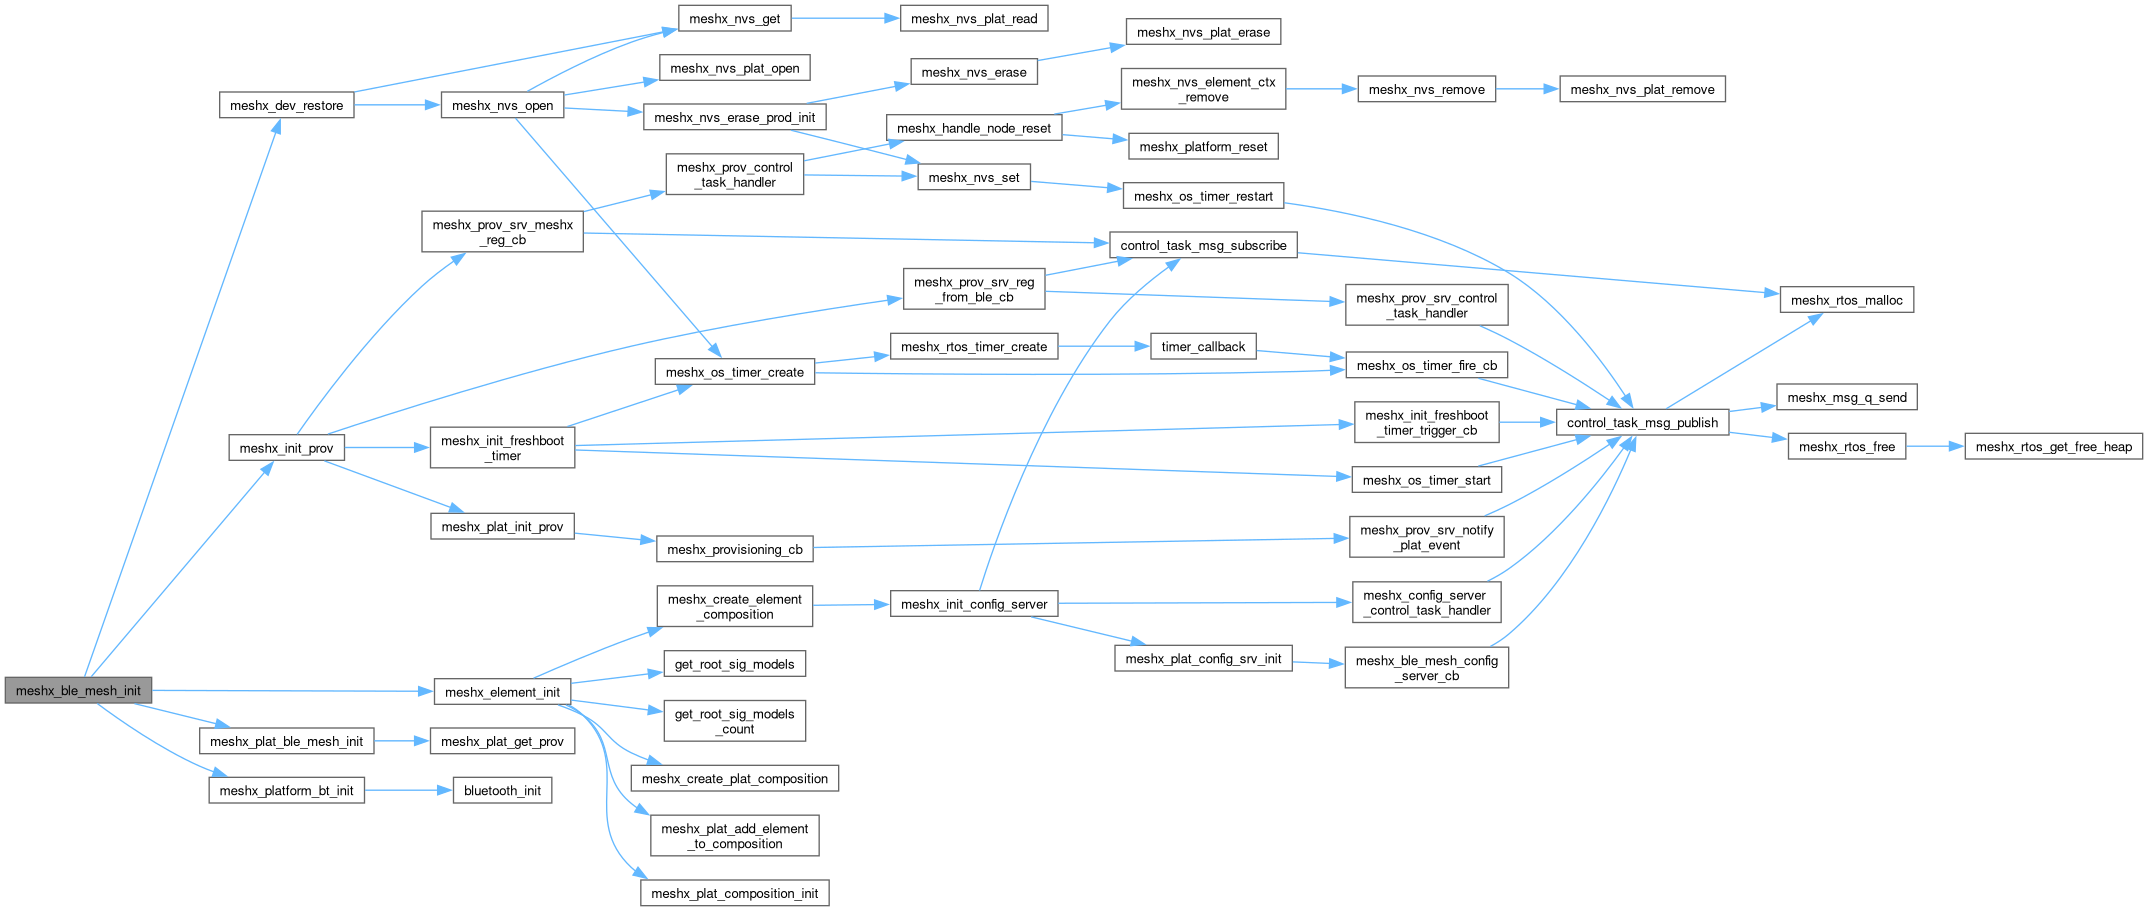 meshx_ble_mesh_init
meshx_dev_restore
meshx_init_prov
meshx_plat_ble_mesh_init
meshx_platform_bt_init
meshx_nvs_open
meshx_prov_srv_meshx
_reg_cb
meshx_init_freshboot
_timer
meshx_plat_init_prov
meshx_element_init
meshx_plat_get_prov
bluetooth_init
meshx_nvs_get
meshx_nvs_plat_open
meshx_nvs_erase_prod_init
meshx_prov_control
_task_handler
meshx_os_timer_create
meshx_provisioning_cb
meshx_create_element
_composition
get_root_sig_models
get_root_sig_models
_count
meshx_create_plat_composition
meshx_plat_add_element
_to_composition
meshx_plat_composition_init
meshx_nvs_plat_read
meshx_nvs_erase
meshx_handle_node_reset
meshx_nvs_set
meshx_prov_srv_reg
_from_ble_cb
meshx_rtos_timer_create
meshx_init_config_server
meshx_nvs_plat_erase
meshx_nvs_element_ctx
_remove
meshx_platform_reset
meshx_os_timer_restart
control_task_msg_subscribe
timer_callback
meshx_plat_config_srv_init
meshx_nvs_remove
meshx_prov_srv_control
_task_handler
meshx_os_timer_fire_cb
meshx_init_freshboot
_timer_trigger_cb
meshx_os_timer_start
meshx_prov_srv_notify
_plat_event
meshx_config_server
_control_task_handler
meshx_ble_mesh_config
_server_cb
meshx_nvs_plat_remove
control_task_msg_publish
meshx_rtos_malloc
meshx_msg_q_send
meshx_rtos_free
meshx_rtos_get_free_heap